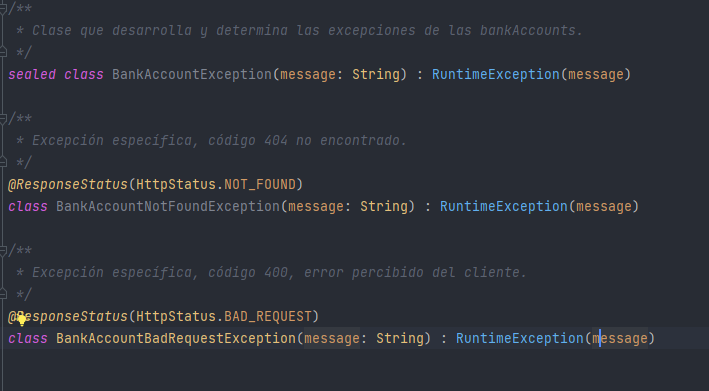 /**
 * Clase que desarrolla y determina las excepciones de las bankAccounts.
 */
sealed class BankAccountException(message: String) : RuntimeException(message)
/**
 * Excepción específica, código 404 no encontrado.
 */
@ResponseStatus(HttpStatus.NOT_FOUND)
class BankAccountNotFoundException(message: String) : RuntimeException(message)
/**
 * Excepción específica, código 400, error percibido del cliente.
 */
@ResponseStatus(HttpStatus.BAD_REQUEST)
class BankAccountBadRequestException(message: String) : RuntimeException(message)